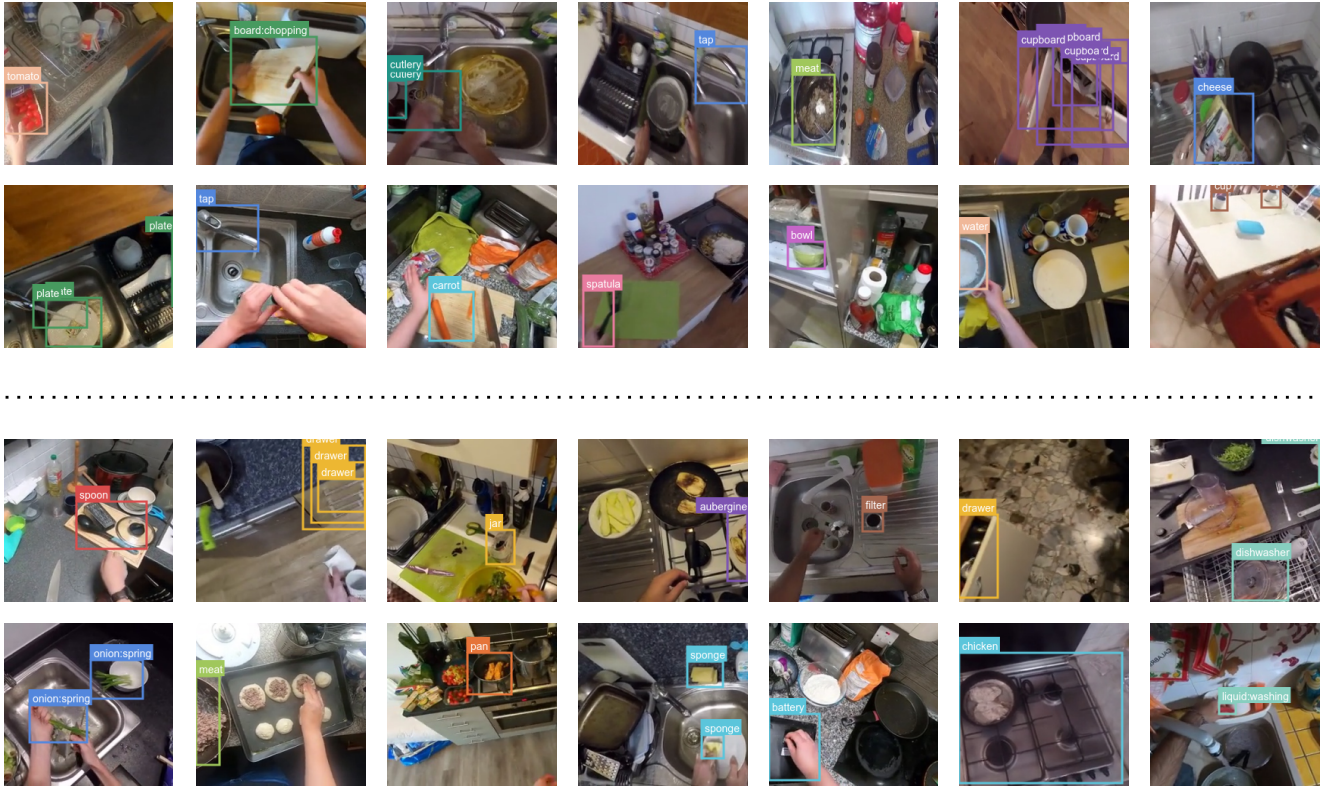 tomato
board:chopping
cutlery
cutlery
tap
meat
cupboard
cupboard
cheese
plate
plate
tap
carrot
spatula
bowl
water
cup
spoon
drawer
drawer
drawer
jar
aubergine
filter
drawer
dishwasher
dishwasher
onion:spring
onion:spring
meat
pan
sponge
sponge
battery
chicken
liquid:washing